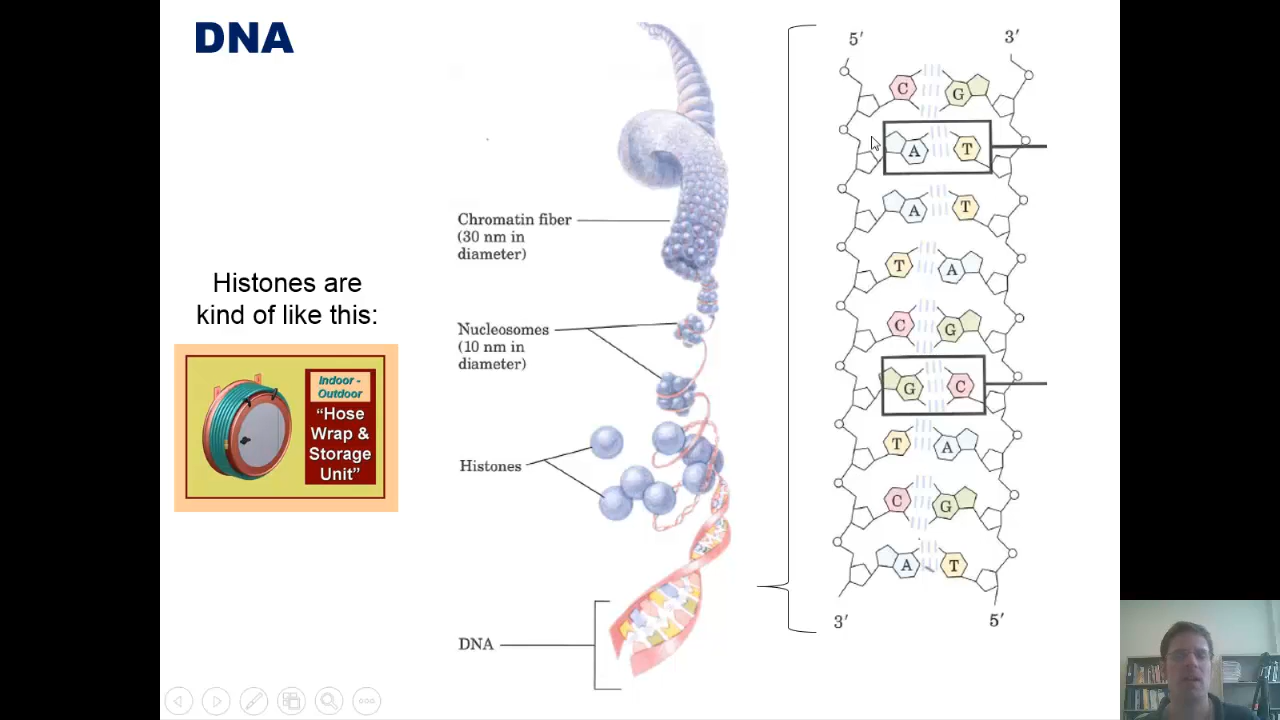 DNA
Histones are
kind of like this:
Indoor -
Outdoor
"Hose
Wrap &
Storage
Unit"
Chromatin fiber
(30 nm in
diameter)
Nucleosomes
(10 nm in
diameter)
Histones
DNA
5′ 3′
C G
A T
A T
T A
C G
G C
T A
C G
A T
3′ 5′